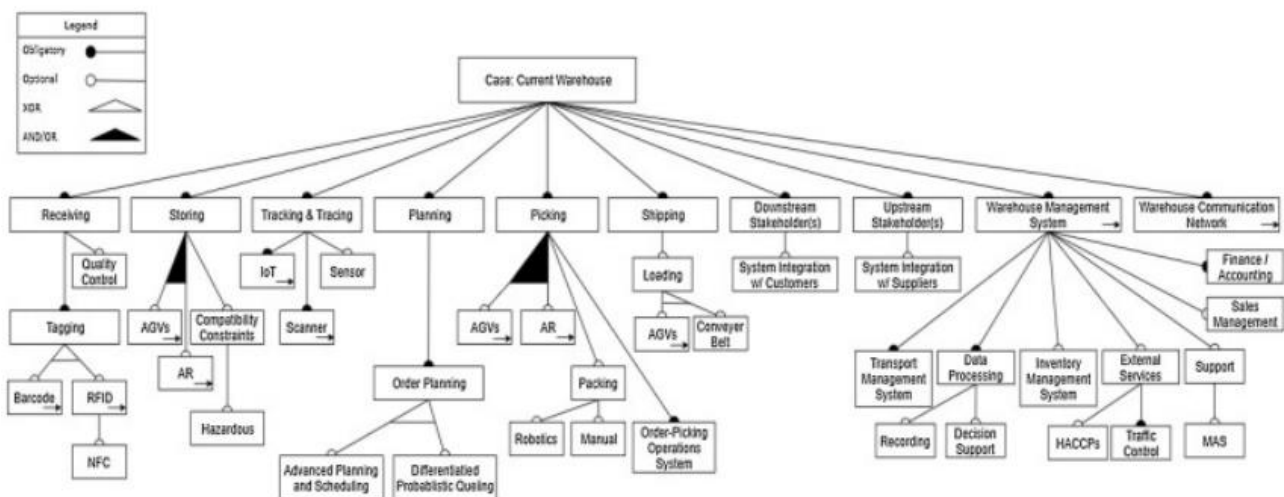 Legend
Obligatory
Optional
XOR
AND/OR
Case: Current Warehouse
Receiving
Storing
Tracking & Tracing
Planning
Picking
Shipping
Downstream
Stakeholder(s)
Upstream
Stakeholder(s)
Warehouse Management
System
Warehouse Communication
Network
Quality
Control
IoT
Sensor
Loading
System Integration
w/ Customers
System Integration
w/ Suppliers
Finance /
Accounting
Tagging
AGVs
Compatibility
Constraints
Scanner
AGVs
AR
AGVs
Conveyer
Belt
Sales
Management
AR
Transport
Management
System
Data
Processing
Inventory
Management
System
External
Services
Support
Barcode
RFID
Order Planning
Packing
Hazardous
Robotics
Manual
Order-Picking
Operations
System
Recording
Decision
Support
HACCPs
Traffic
Control
MAS
NFC
Advanced Planning
and Scheduling
Differentiated
Probablistic Queling